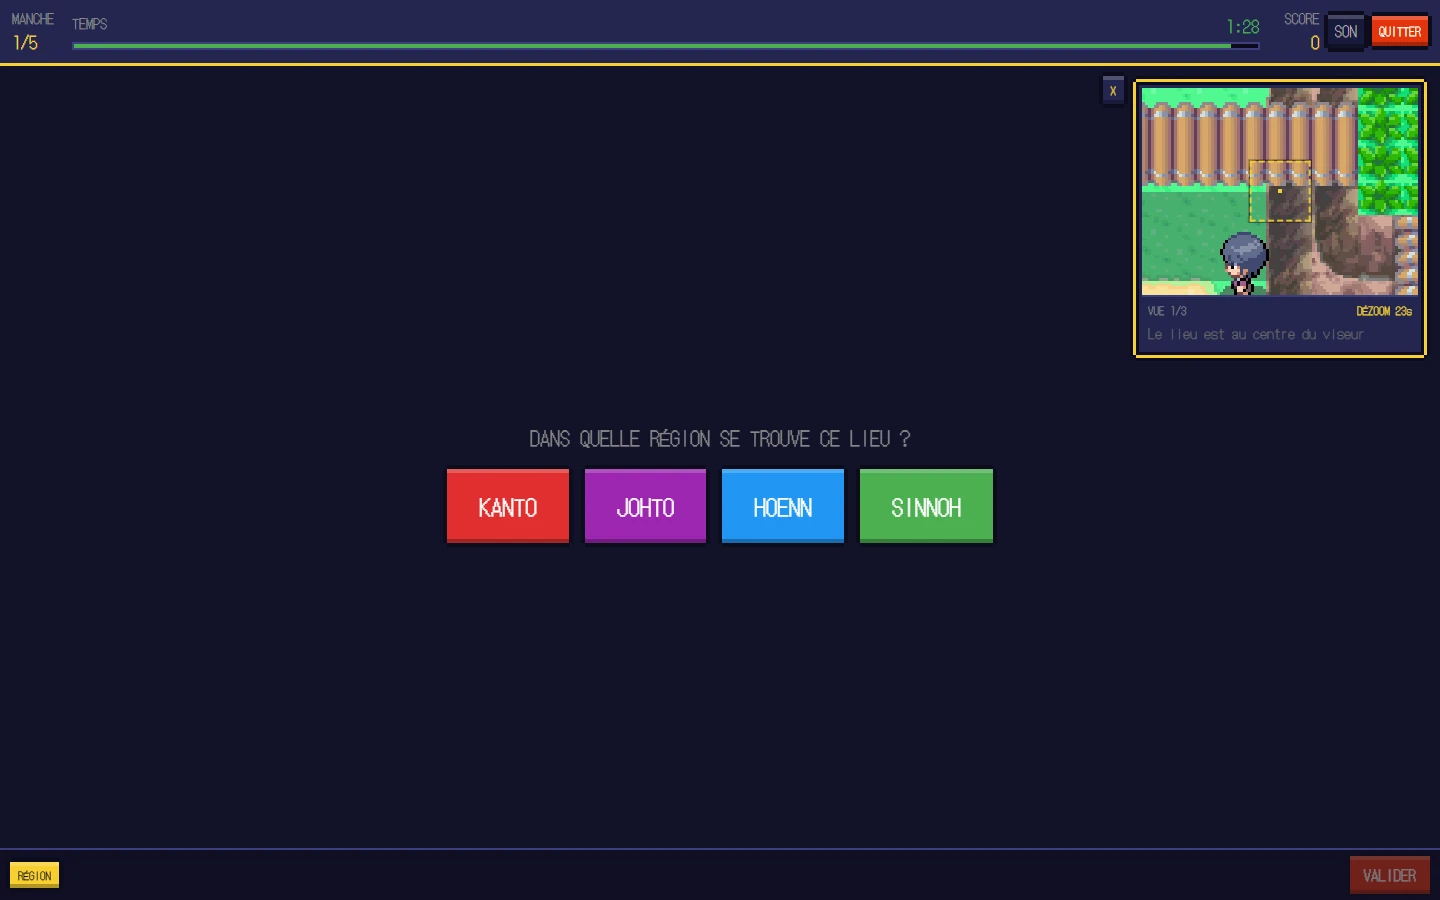 MANCHE
1/5
TEMPS
1:28
SCORE
0
SON
QUITTER
X
VUE 1/3
DÉZOOM 23s
Le lieu est au centre du viseur
DANS QUELLE RÉGION SE TROUVE CE LIEU ?
KANTO
JOHTO
HOENN
SINNOH
RÉGION
VALIDER